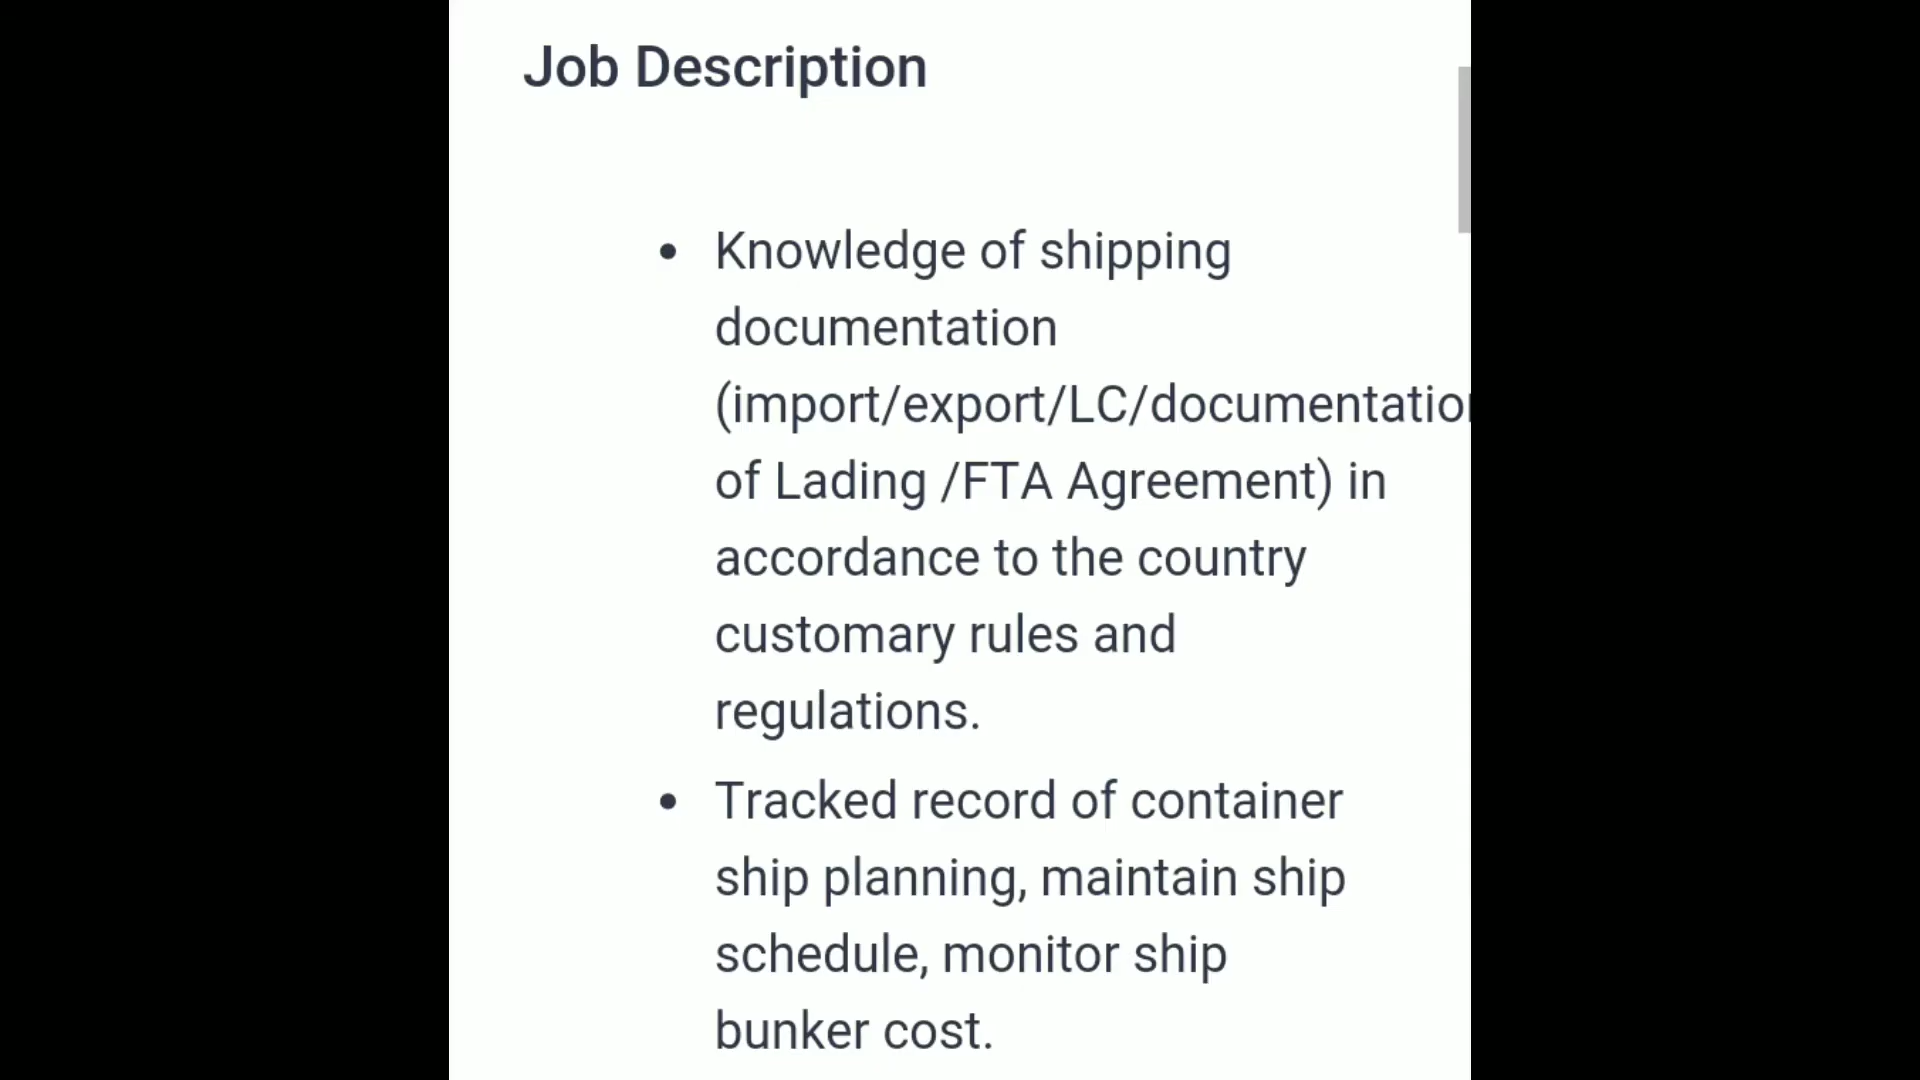 Job Description
Knowledge of shipping
documentation
(import/export/LC/documentatio
of Lading /FTA Agreement) in
accordance to the country
customary rules and
regulations.
Tracked record of container
ship planning, maintain ship
schedule, monitor ship
bunker cost.